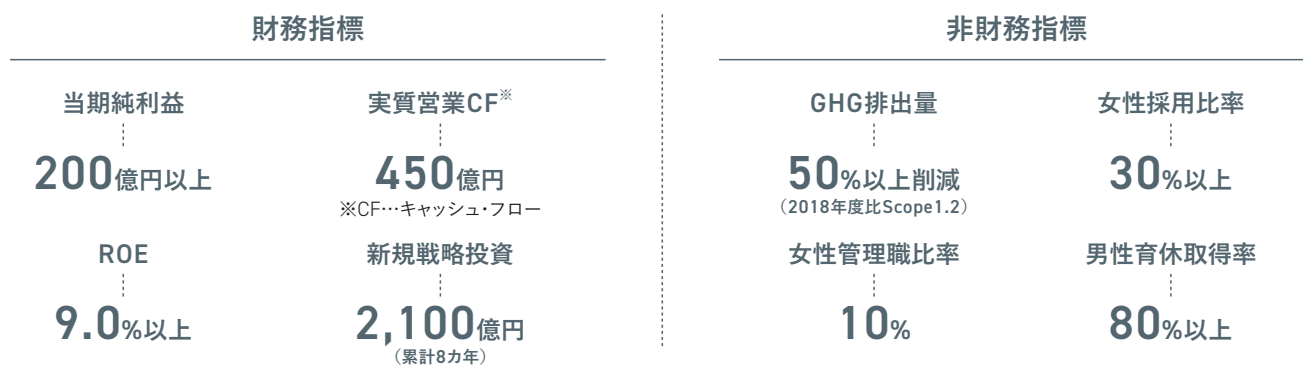 財務指標
当期純利益
200億円以上
実質営業CF※
450億円
※CF…キャッシュ・フロー
ROE
9.0%以上
新規戦略投資
2,100億円
（累計8カ年）
非財務指標
GHG排出量
50%以上削減
（2018年度比Scope1.2）
女性採用比率
30%以上
女性管理職比率
10%
男性育休取得率
80%以上